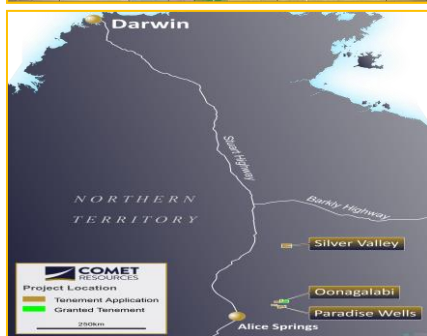 Darwin
Stuart Highway
NORTHERN
TERRITORY
Barkly Highway
Silver Valley
Oonagalabi
Paradise Wells
Alice Springs
COMET
RESOURCES
Project Location
Tenement Application
Granted Tenement
250km